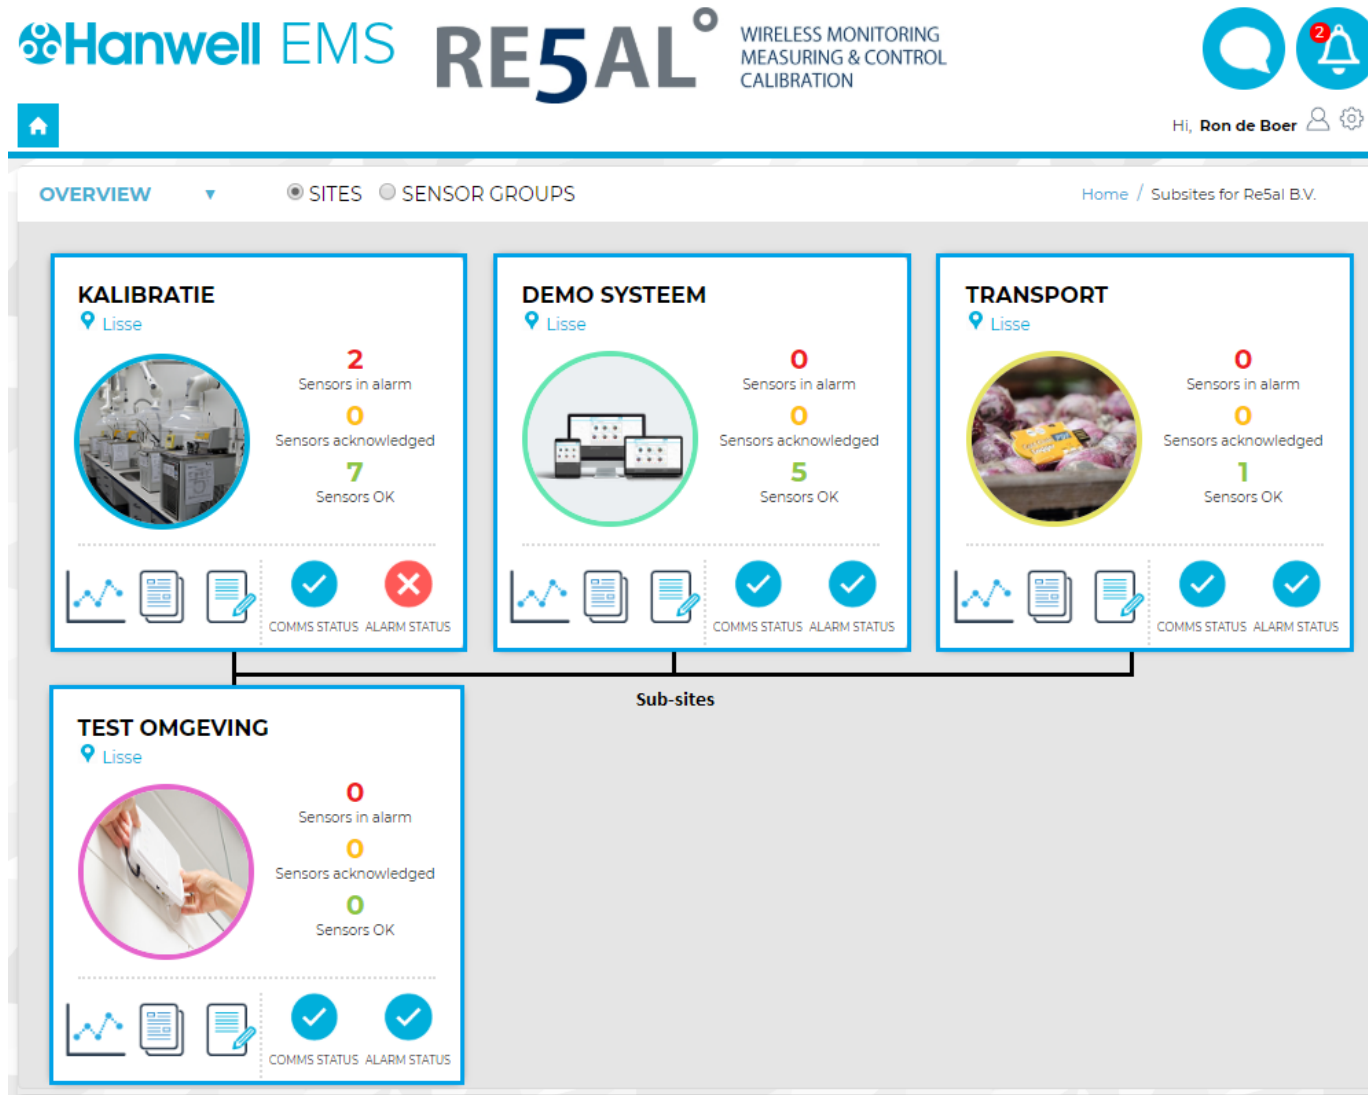 Hanwell EMS
RE5AL°
WIRELESS MONITORING
MEASURING & CONTROL
CALIBRATION
2
Hi, Ron de Boer
OVERVIEW ▼
SITES
SENSOR GROUPS
Home / Subsites for Re5al B.V.
KALIBRATIE
Lisse
2
Sensors in alarm
0
Sensors acknowledged
7
Sensors OK
COMMS STATUS
ALARM STATUS
DEMO SYSTEEM
Lisse
0
Sensors in alarm
0
Sensors acknowledged
5
Sensors OK
COMMS STATUS
ALARM STATUS
TRANSPORT
Lisse
0
Sensors in alarm
0
Sensors acknowledged
1
Sensors OK
COMMS STATUS
ALARM STATUS
Sub-sites
TEST OMGEVING
Lisse
0
Sensors in alarm
0
Sensors acknowledged
0
Sensors OK
COMMS STATUS
ALARM STATUS